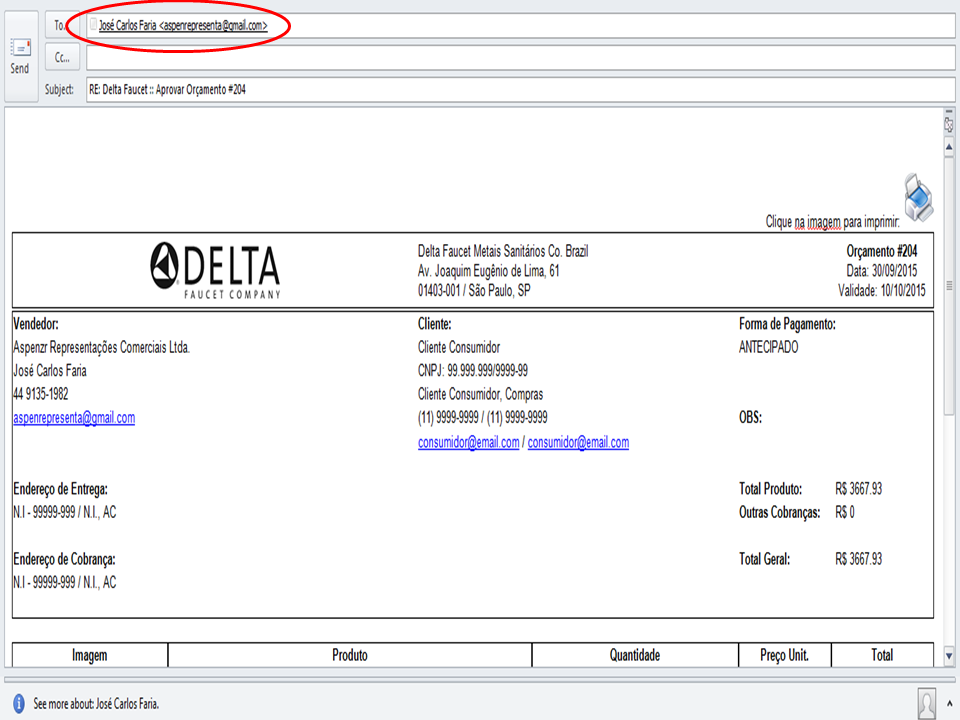 To...
José Carlos Faria <aspenrepresenta@gmail.com>
Send
Cc...
Subject:
RE: Delta Faucet :: Aprovar Orçamento #204
Clique na imagem para imprimir:
DELTA
FAUCET COMPANY
Delta Faucet Metais Sanitários Co. Brazil
Av. Joaquim Eugênio de Lima, 61
01403-001 / São Paulo, SP
Orçamento #204
Data: 30/09/2015
Validade: 10/10/2015
Vendedor:
Aspenzr Representações Comerciais Ltda.
José Carlos Faria
44 9135-1982
aspenrepresenta@gmail.com
Cliente:
Cliente Consumidor
CNPJ: 99.999.999/9999-99
Cliente Consumidor, Compras
(11) 9999-9999 / (11) 9999-9999
consumidor@email.com / consumidor@email.com
Forma de Pagamento:
ANTECIPADO
OBS:
Endereço de Entrega:
N.I - 99999-999 / N.I., AC
Endereço de Cobrança:
N.I - 99999-999 / N.I., AC
Total Produto: R$ 3667.93
Outras Cobranças: R$ 0
Total Geral: R$ 3667.93
Imagem Produto Quantidade Preço Unit. Total
See more about: José Carlos Faria.